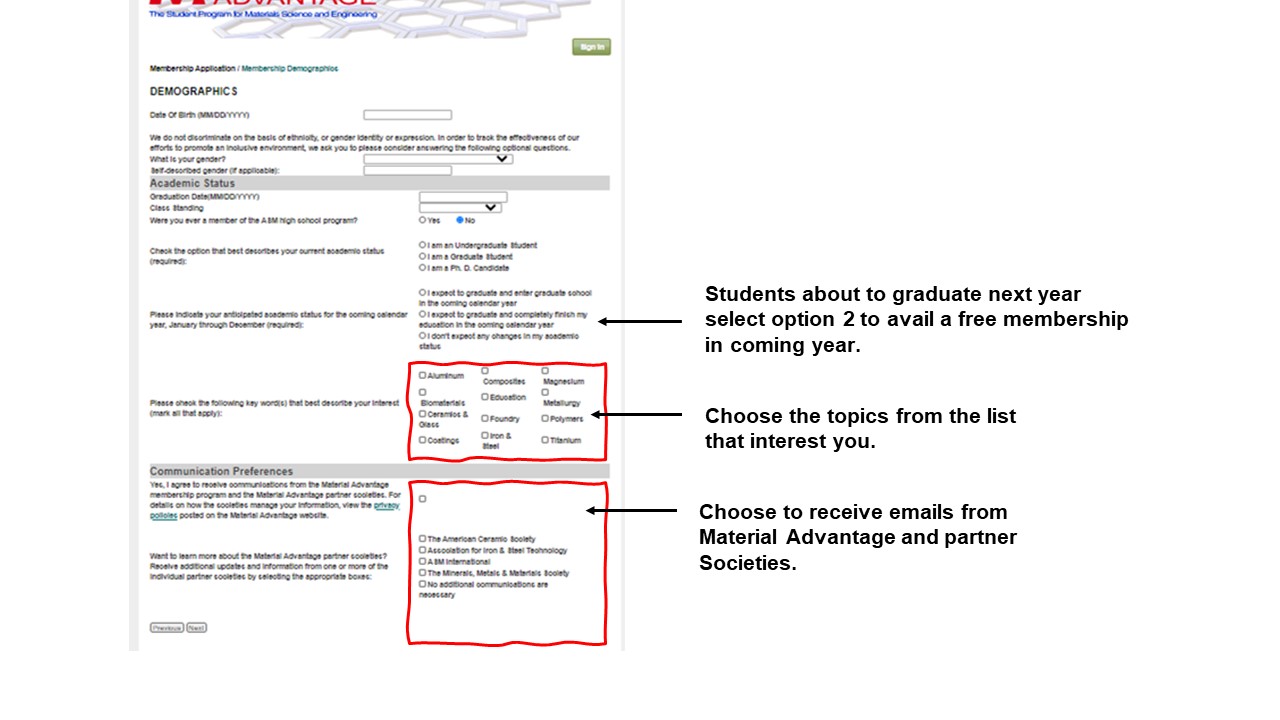 ADVANTAGE
The Student Program for Materials Science and Engineering
Sign In
Membership Application / Membership Demographics
DEMOGRAPHICS
Date Of Birth (MM/DD/YYYY)
We do not discriminate on the basis of ethnicity, or gender identity or expression. In order to track the effectiveness of our
efforts to promote an inclusive environment, we ask you to please consider answering the following optional questions.
What is your gender?
Self-described gender (if applicable):
Academic Status
Graduation Date(MM/DD/YYYY)
Class Standing
Were you ever a member of the ASM high school program?
Yes No
Check the option that best describes your current academic status
(required):
I am an Undergraduate Student
I am a Graduate Student
I am a Ph. D. Candidate
Please indicate your anticipated academic status for the coming calendar
year, January through December (required):
I expect to graduate and enter graduate school
in the coming calendar year
I expect to graduate and completely finish my
education in the coming calendar year
I don't expect any changes in my academic
status
Students about to graduate next year
select option 2 to avail a free membership
in coming year.
Please check the following key word(s) that best describe your interest
(mark all that apply):
Aluminum
Composites
Magnesium
Biomaterials
Education
Metallurgy
Ceramics &
Glass
Foundry
Polymers
Coatings
Iron &
Steel
Titanium
Choose the topics from the list
that interest you.
Communication Preferences
Yes, I agree to receive communications from the Material Advantage
membership program and the Material Advantage partner societies. For
details on how the societies manage your information, view the privacy
policies posted on the Material Advantage website.
Choose to receive emails from
Material Advantage and partner
Societies.
Want to learn more about the Material Advantage partner societies?
Receive additional updates and information from one or more of the
individual partner societies by selecting the appropriate boxes:
The American Ceramic Society
Association for Iron & Steel Technology
ASM International
The Minerals, Metals & Materials Society
No additional communications are
necessary
Previous Next